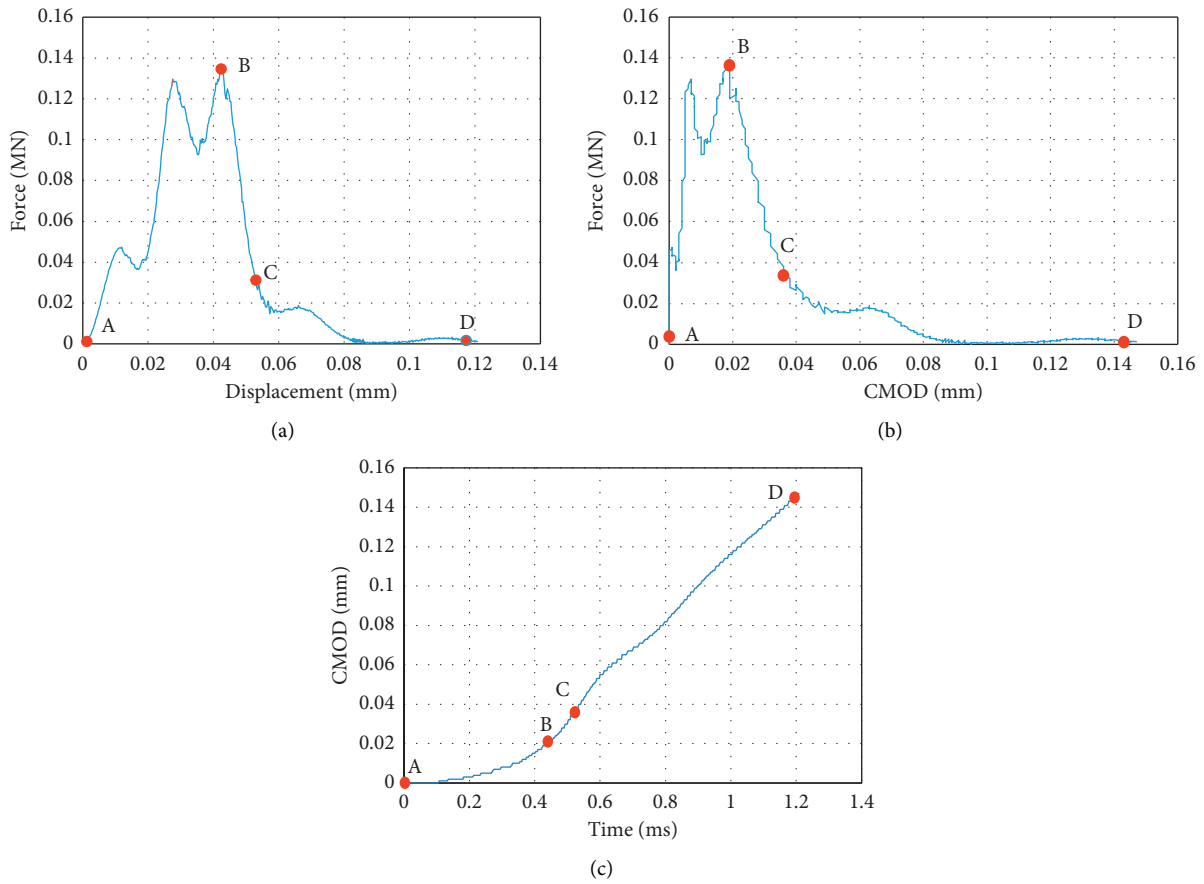 0.16
0.14
0.12
0.1
0.08
0.06
0.04
0.02
0
Force (MN)
A
B
C
D
0 0.02 0.04 0.06 0.08 0.1 0.12 0.14
Displacement (mm)
(a)
0.16
0.14
0.12
0.1
0.08
0.06
0.04
0.02
0
Force (MN)
A
B
C
D
0 0.02 0.04 0.06 0.08 0.1 0.12 0.14 0.16
CMOD (mm)
(b)
0.16
0.14
0.12
0.1
0.08
0.06
0.04
0.02
0
CMOD (mm)
A
B
C
D
0 0.2 0.4 0.6 0.8 1 1.2 1.4
Time (ms)
(c)